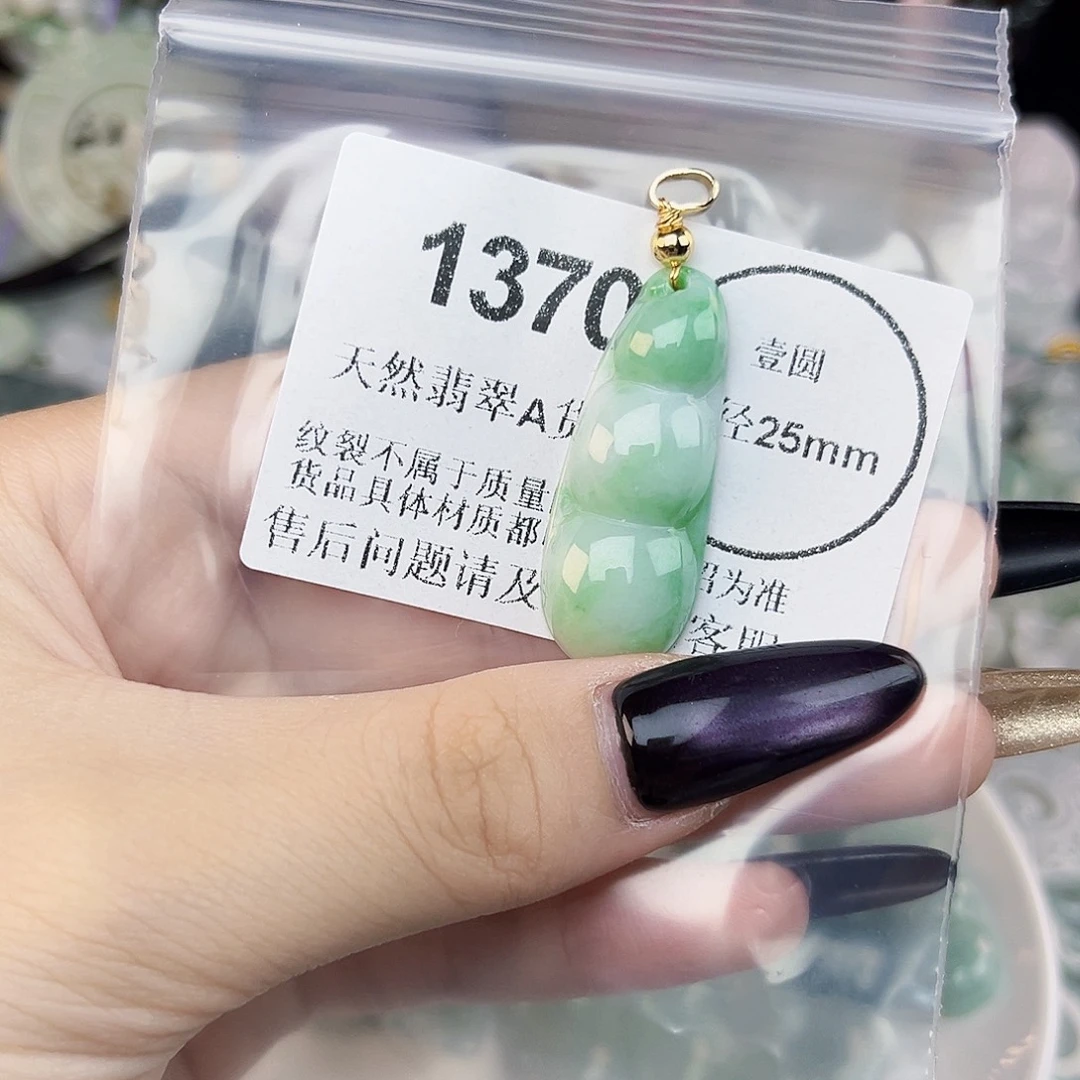 1370
天然翡翠A货
纹裂不属于质量
货品具体材质都
售后问题请及
壹圆
径25mm
为准
客服